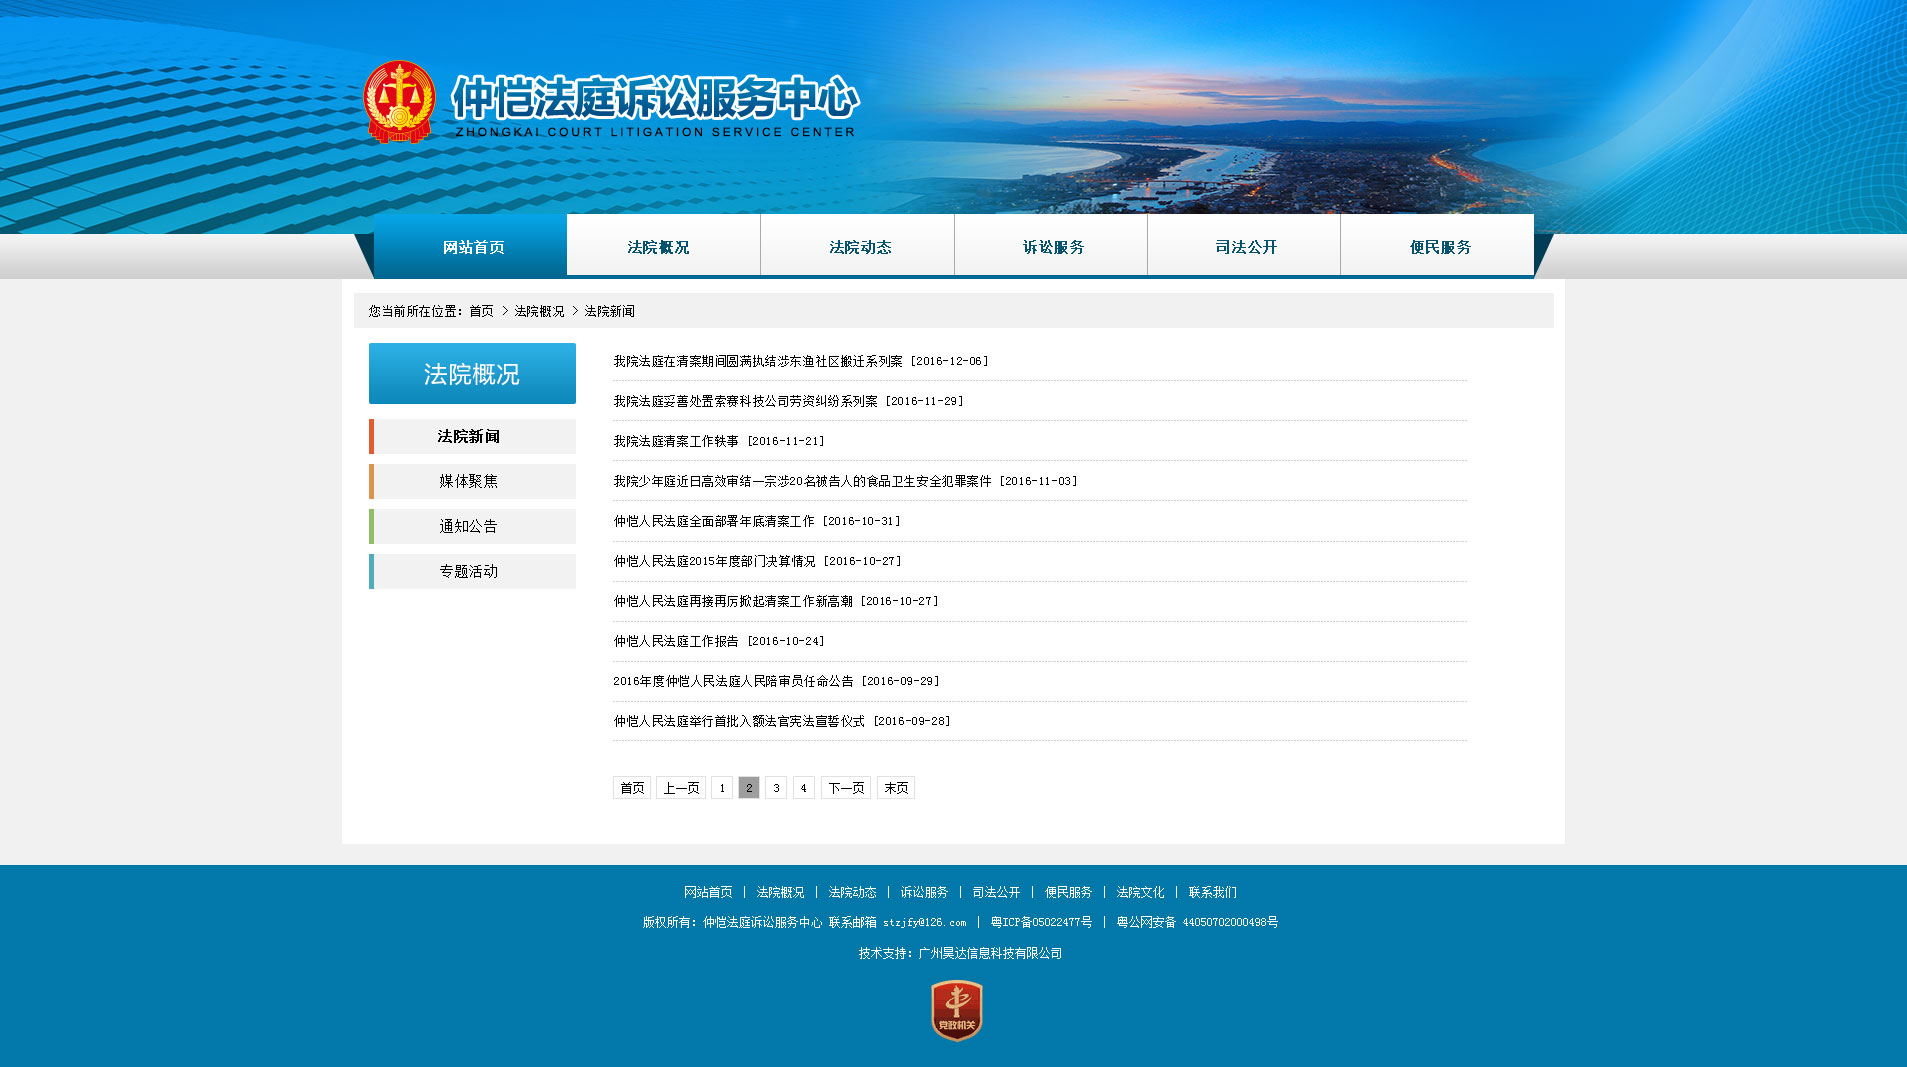 仲恺法庭诉讼服务中心
ZHONGKAI COURT LITIGATION SERVICE CENTER
网站首页 法院概况 法院动态 诉讼服务 司法公开 便民服务
您当前所在位置：首页 > 法院概况 > 法院新闻
法院概况
法院新闻
媒体聚焦
通知公告
专题活动
我院法庭在清案期间圆满执结涉东渔社区搬迁系列案 [2016-12-06]
我院法庭妥善处置索赛科技公司劳资纠纷系列案 [2016-11-29]
我院法庭清案工作轶事 [2016-11-21]
我院少年庭近日高效审结一宗涉20名被告人的食品卫生安全犯罪案件 [2016-11-03]
仲恺人民法庭全面部署年底清案工作 [2016-10-31]
仲恺人民法庭2015年度部门决算情况 [2016-10-27]
仲恺人民法庭再接再厉掀起清案工作新高潮 [2016-10-27]
仲恺人民法庭工作报告 [2016-10-24]
2016年度仲恺人民法庭人民陪审员任命公告 [2016-09-29]
仲恺人民法庭举行首批入额法官宪法宣誓仪式 [2016-09-28]
首页 上一页 1 2 3 4 下一页 末页
网站首页 | 法院概况 | 法院动态 | 诉讼服务 | 司法公开 | 便民服务 | 法院文化 | 联系我们
版权所有：仲恺法庭诉讼服务中心 联系邮箱 stzjfy@126.com | 粤ICP备05022477号 | 粤公网安备 44050702000498号
技术支持：广州昊达信息科技有限公司
党政机关